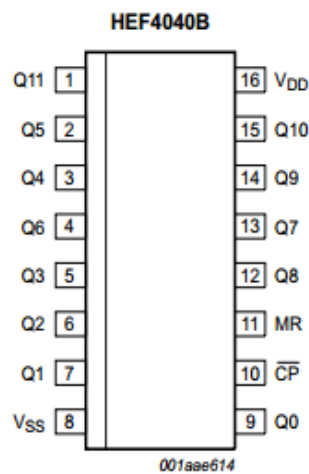 HEF4040B
Q11 1 16 VDD
Q5 2 15 Q10
Q4 3 14 Q9
Q6 4 13 Q7
Q3 5 12 Q8
Q2 6 11 MR
Q1 7 10 C̅P̅
VSS 8 9 Q0
001aae614